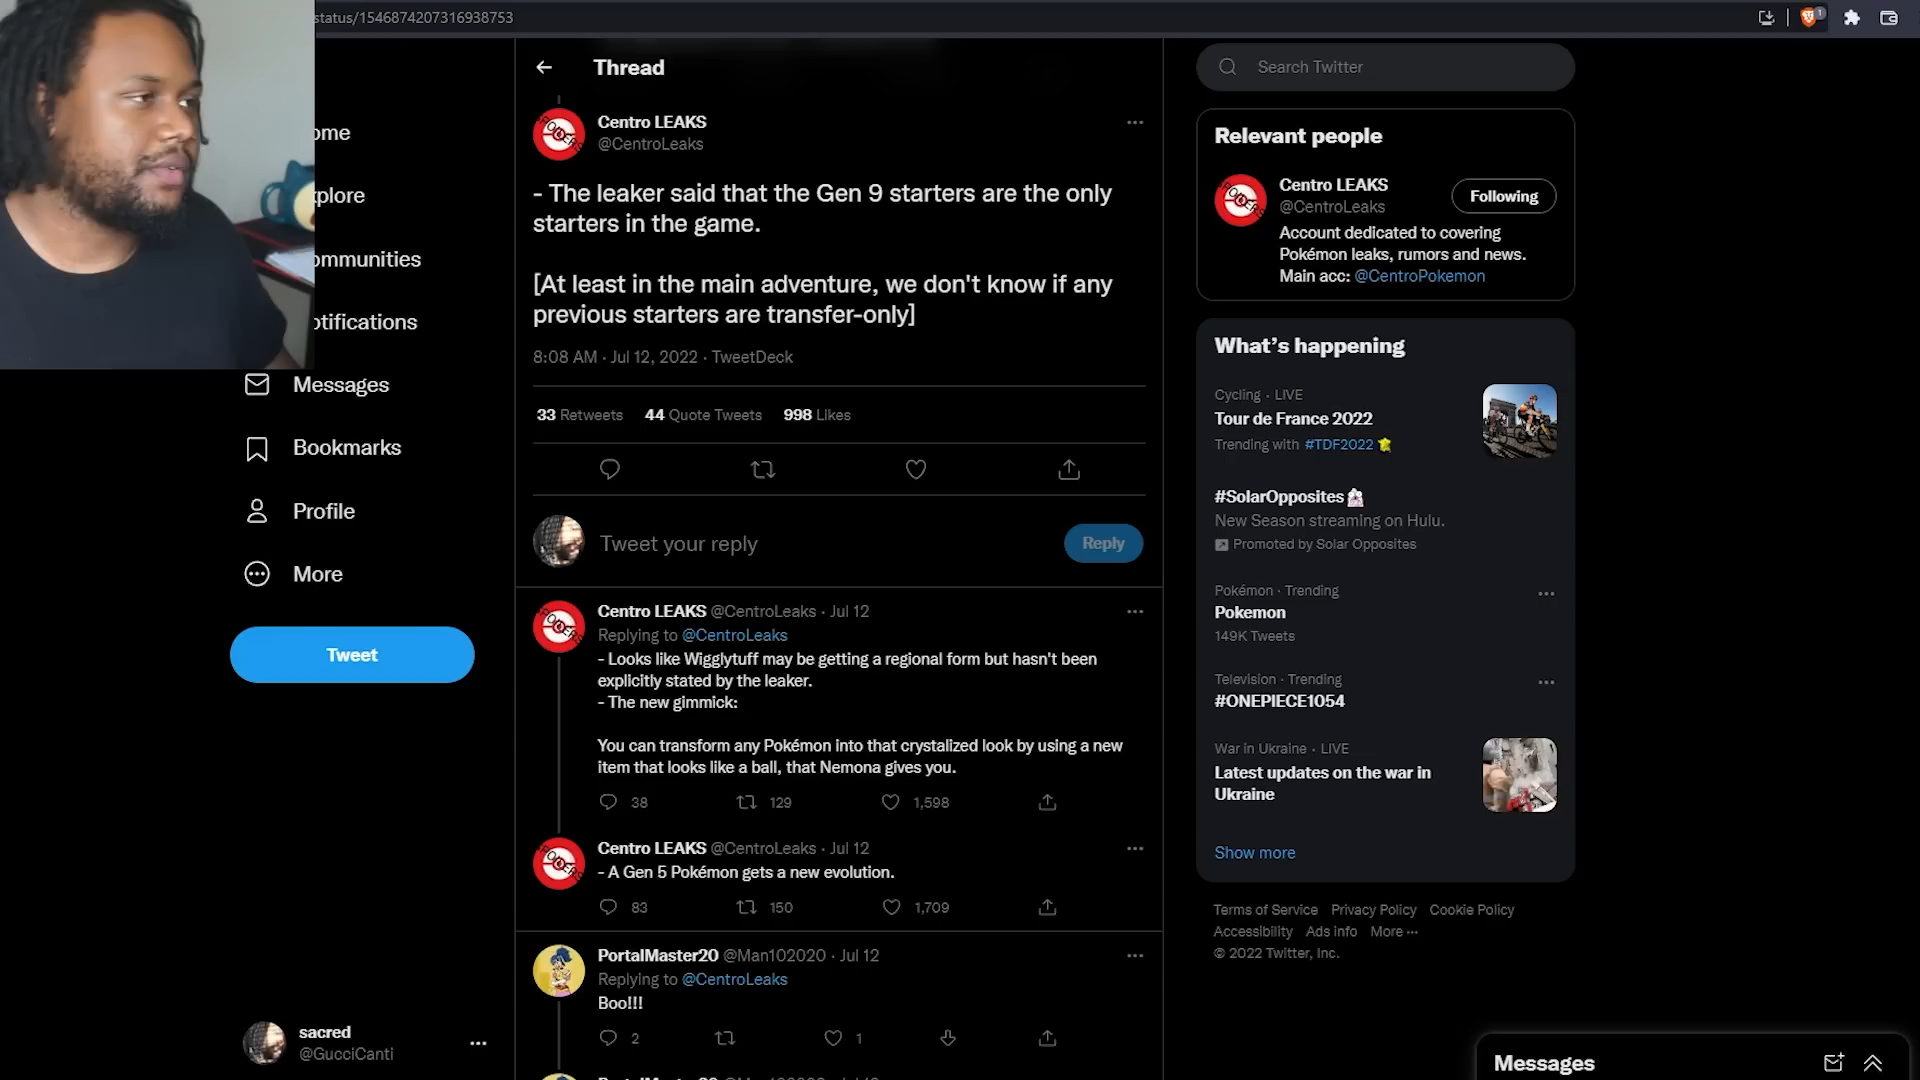 status/1546874207316938753
Thread
Search Twitter
Centro LEAKS
@CentroLeaks
- The leaker said that the Gen 9 starters are the only
starters in the game.
[At least in the main adventure, we don't know if any
previous starters are transfer-only]
8:08 AM · Jul 12, 2022 · TweetDeck
33 Retweets 44 Quote Tweets 998 Likes
Tweet your reply
Reply
Centro LEAKS @CentroLeaks · Jul 12
Replying to @CentroLeaks
- Looks like Wigglytuff may be getting a regional form but hasn't been
explicitly stated by the leaker.
- The new gimmick:
You can transform any Pokémon into that crystalized look by using a new
item that looks like a ball, that Nemona gives you.
38 129 1,598
Centro LEAKS @CentroLeaks · Jul 12
- A Gen 5 Pokémon gets a new evolution.
83 150 1,709
PortalMaster20 @Man102020 · Jul 12
Replying to @CentroLeaks
Boo!!!
2 1
ome
xplore
ommunities
otifications
Messages
Bookmarks
Profile
More
Tweet
sacred
@GucciCanti
Relevant people
Centro LEAKS
@CentroLeaks
Following
Account dedicated to covering
Pokémon leaks, rumors and news.
Main acc: @CentroPokemon
What's happening
Cycling · LIVE
Tour de France 2022
Trending with #TDF2022
#SolarOpposites
New Season streaming on Hulu.
Promoted by Solar Opposites
Pokémon · Trending
Pokemon
149K Tweets
Television · Trending
#ONEPIECE1054
War in Ukraine · LIVE
Latest updates on the war in
Ukraine
Show more
Terms of Service Privacy Policy Cookie Policy
Accessibility Ads info More
© 2022 Twitter, Inc.
Messages